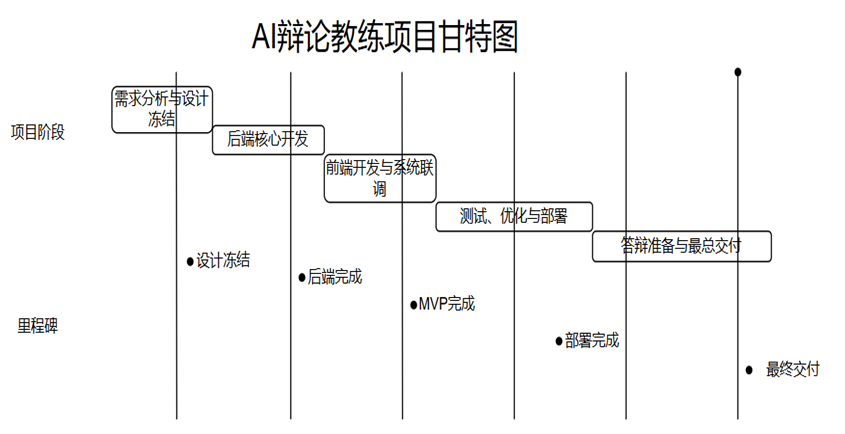 AI辩论教练项目甘特图
需求分析与设计
冻结
项目阶段
后端核心开发
前端开发与系统联
调
测试、优化与部署
答辩准备与最总交付
设计冻结
后端完成
MVP完成
里程碑
部署完成
最终交付